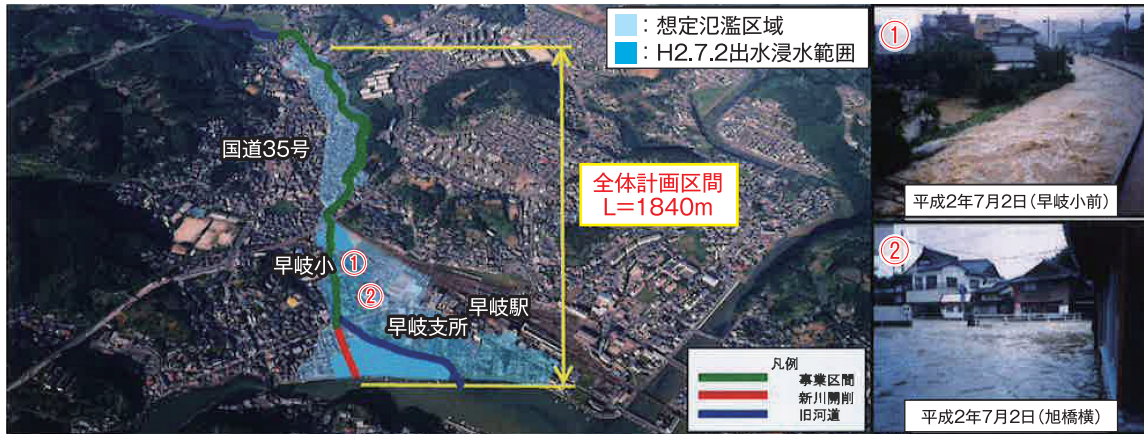 ：想定氾濫区域
：H2.7.2出水浸水範囲
国道35号
全体計画区間
L=1840m
早岐小 ①
②
早岐駅
早岐支所
凡例
事業区間
新川開削
旧河道
①
平成2年7月2日（早岐小前）
②
平成2年7月2日（旭橋横）